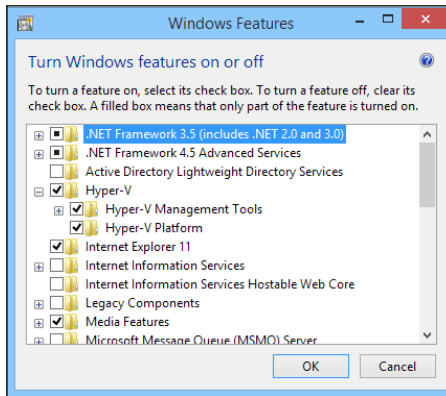 Windows Features
Turn Windows features on or off
To turn a feature on, select its check box. To turn a feature off, clear its
check box. A filled box means that only part of the feature is turned on.
.NET Framework 3.5 (includes .NET 2.0 and 3.0)
.NET Framework 4.5 Advanced Services
Active Directory Lightweight Directory Services
Hyper-V
Hyper-V Management Tools
Hyper-V Platform
Internet Explorer 11
Internet Information Services
Internet Information Services Hostable Web Core
Legacy Components
Media Features
Microsoft Message Queue (MSMQ) Server
OK
Cancel